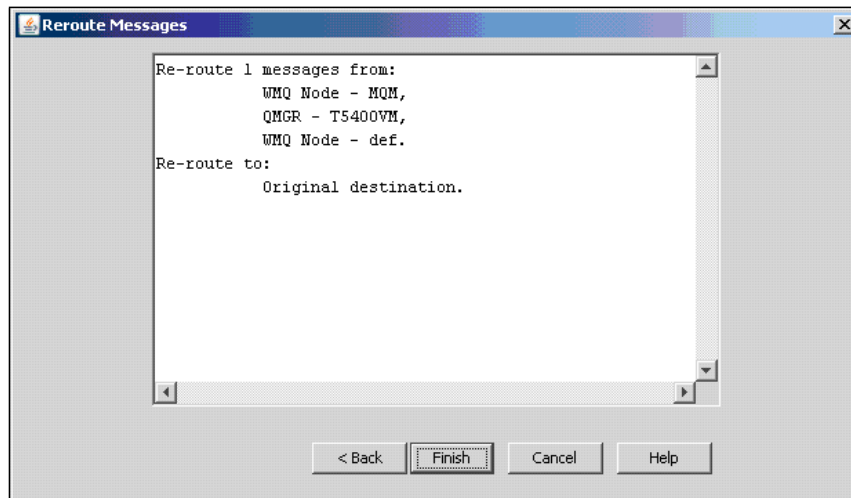 Reroute Messages
Re-route 1 messages from:
WMQ Node - MQM,
QMGR - T5400VM,
WMQ Node - def.
Re-route to:
Original destination.
< Back Finish Cancel Help